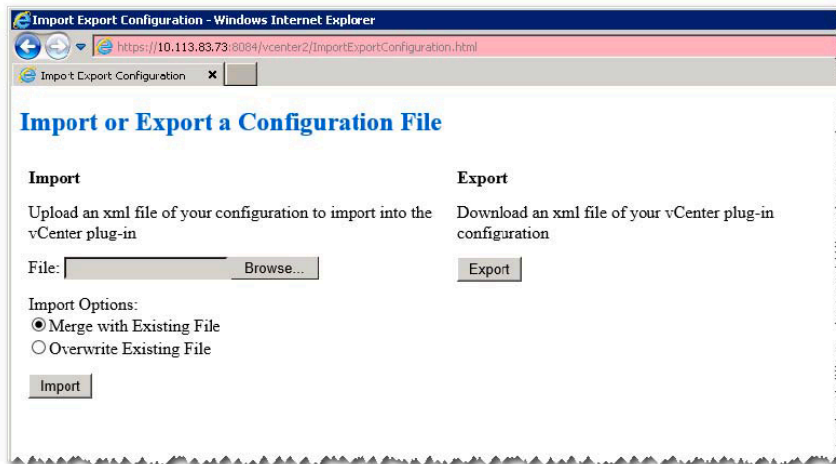 Import Export Configuration - Windows Internet Explorer
https://10.113.83.73:8084/vcenter2/ImportExportConfiguration.html
Import Export Configuration
Import or Export a Configuration File
Import
Upload an xml file of your configuration to import into the
vCenter plug-in
File: Browse...
Import Options:
Merge with Existing File
Overwrite Existing File
Import
Export
Download an xml file of your vCenter plug-in
configuration
Export